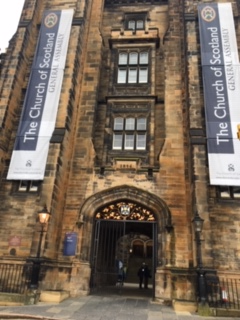 The Church of Scotland
GENERAL ASSEMBLY
The Church of Scotland
GENERAL ASSEMBLY